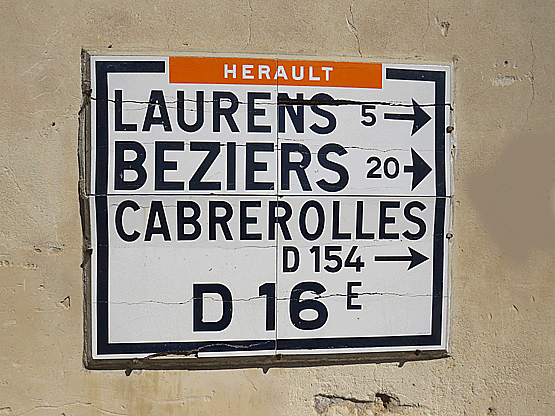 HERAULT
LAURENS 5 →
BEZIERS 20 →
CABREROLLES
D 154 →
D 16 E